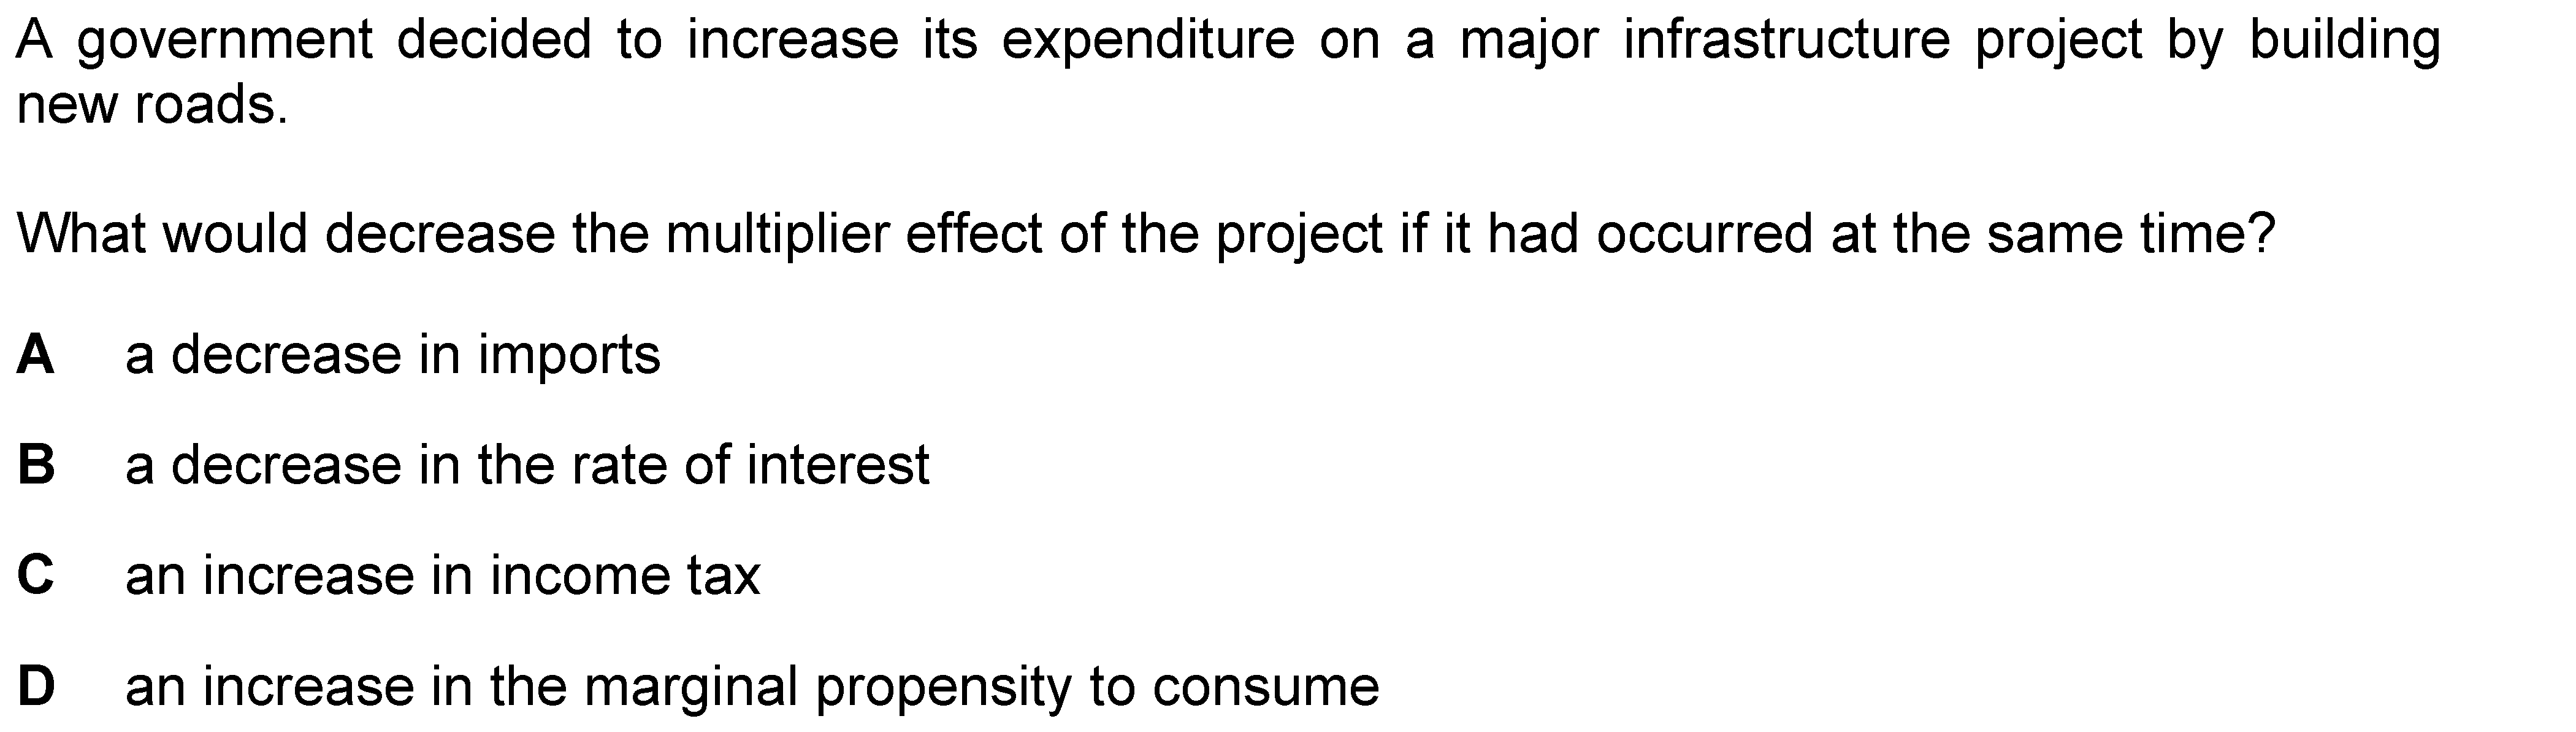 A government decided to increase its expenditure on a major infrastructure project by building
new roads.
What would decrease the multiplier effect of the project if it had occurred at the same time?
A a decrease in imports
B a decrease in the rate of interest
C an increase in income tax
D an increase in the marginal propensity to consume